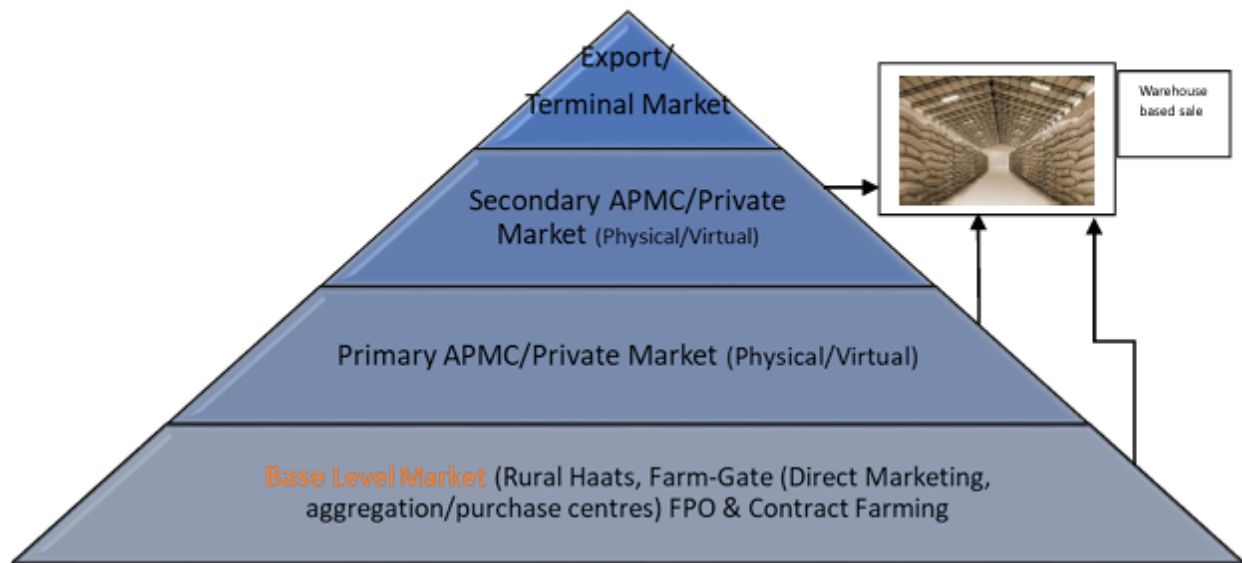 Export/
Terminal Market
Warehouse
based sale
Secondary APMC/Private
Market (Physical/Virtual)
Primary APMC/Private Market (Physical/Virtual)
Base Level Market (Rural Haats, Farm-Gate (Direct Marketing,
aggregation/purchase centres) FPO & Contract Farming